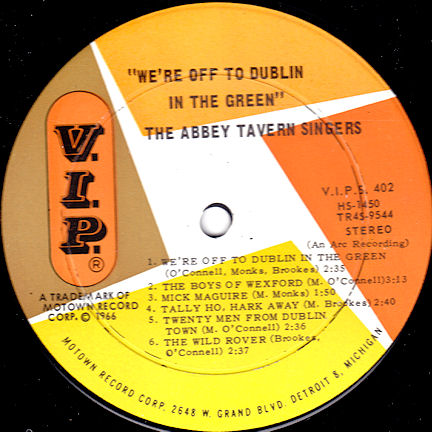 "WE'RE OFF TO DUBLIN
IN THE GREEN"
THE ABBEY TAVERN SINGERS
V.I.P.
®
V.I.P.S. 402
HS-1450
TR4S-9544
STEREO
(An Arc Recording)
1. WE'RE OFF TO DUBLIN IN THE GREEN
(O'Connell, Monks, Brookes) 2:35
2. THE BOYS OF WEXFORD (M. O'Connell)3:13
3. MICK MAGUIRE (M. Monks) 1:50
4. TALLY HO, HARK AWAY (M. Brookes) 2:40
5. TWENTY MEN FROM DUBLIN
TOWN (M. O'Connell) 2:36
6. THE WILD ROVER (Brookes,
O'Connell) 2:37
A TRADEMARK OF
MOTOWN RECORD
CORP. © 1966
MOTOWN RECORD CORP. 2648 W. GRAND BLVD. DETROIT 8, MICHIGAN